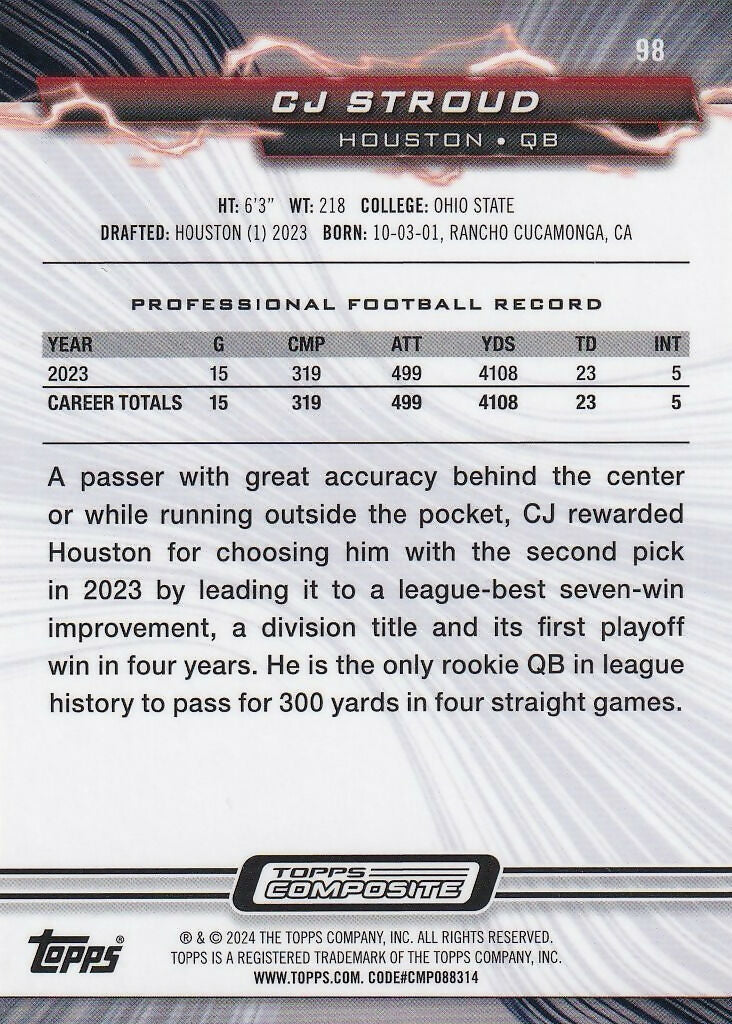 98
CJ STROUD
HOUSTON • QB
HT: 6'3" WT: 218 COLLEGE: OHIO STATE
DRAFTED: HOUSTON (1) 2023 BORN: 10-03-01, RANCHO CUCAMONGA, CA
PROFESSIONAL FOOTBALL RECORD
YEAR G CMP ATT YDS TD INT
2023 15 319 499 4108 23 5
CAREER TOTALS 15 319 499 4108 23 5
A passer with great accuracy behind the center
or while running outside the pocket, CJ rewarded
Houston for choosing him with the second pick
in 2023 by leading it to a league-best seven-win
improvement, a division title and its first playoff
win in four years. He is the only rookie QB in league
history to pass for 300 yards in four straight games.
TOPPS
COMPOSITE
topps®
® & © 2024 THE TOPPS COMPANY, INC. ALL RIGHTS RESERVED.
TOPPS IS A REGISTERED TRADEMARK OF THE TOPPS COMPANY, INC.
WWW.TOPPS.COM. CODE#CMP088314